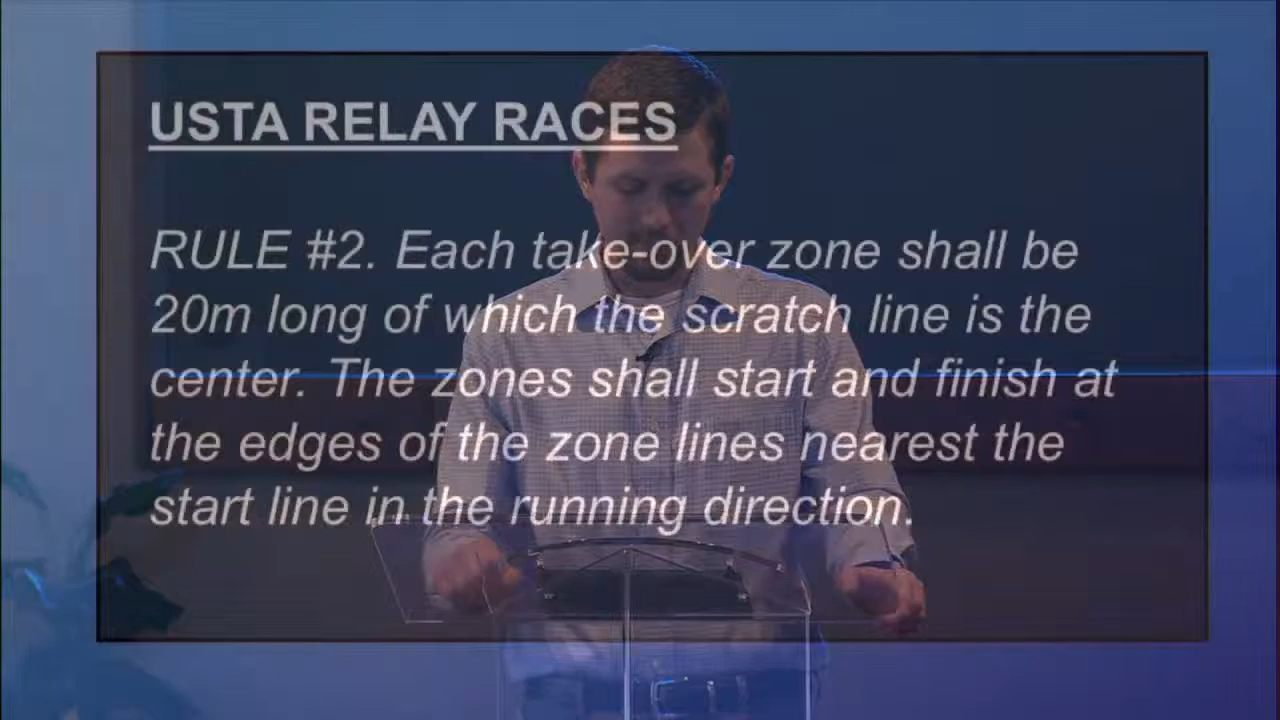 USTA RELAY RACES
RULE #2. Each take-over zone shall be
20m long of which the scratch line is the
center. The zones shall start and finish at
the edges of the zone lines nearest the
start line in the running direction.